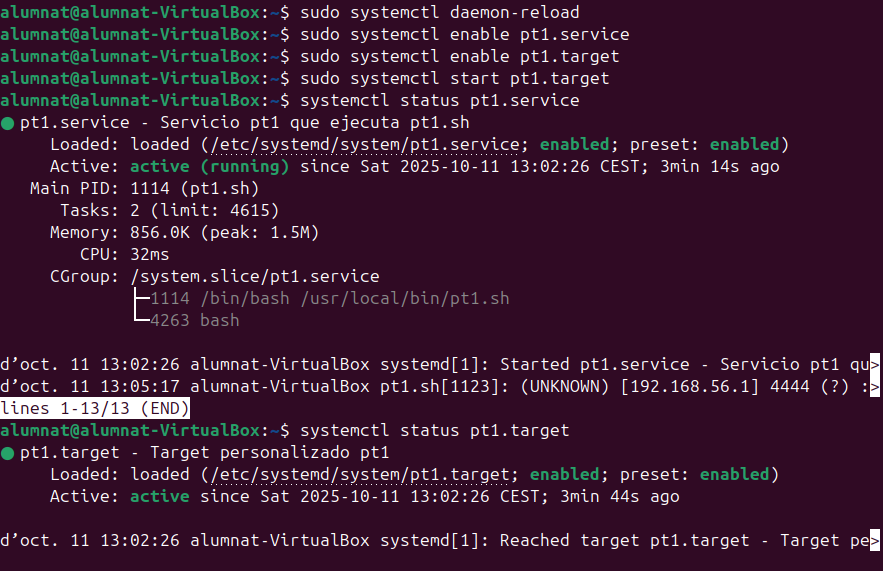 alumnat@alumnat-VirtualBox:~$ sudo systemctl daemon-reload
alumnat@alumnat-VirtualBox:~$ sudo systemctl enable pt1.service
alumnat@alumnat-VirtualBox:~$ sudo systemctl enable pt1.target
alumnat@alumnat-VirtualBox:~$ sudo systemctl start pt1.target
alumnat@alumnat-VirtualBox:~$ systemctl status pt1.service
● pt1.service - Servicio pt1 que ejecuta pt1.sh
     Loaded: loaded (/etc/systemd/system/pt1.service; enabled; preset: enabled)
     Active: active (running) since Sat 2025-10-11 13:02:26 CEST; 3min 14s ago
   Main PID: 1114 (pt1.sh)
      Tasks: 2 (limit: 4615)
     Memory: 856.0K (peak: 1.5M)
        CPU: 32ms
     CGroup: /system.slice/pt1.service
             ├─1114 /bin/bash /usr/local/bin/pt1.sh
             └─4263 bash
d’oct. 11 13:02:26 alumnat-VirtualBox systemd[1]: Started pt1.service - Servicio pt1 qu>
d’oct. 11 13:05:17 alumnat-VirtualBox pt1.sh[1123]: (UNKNOWN) [192.168.56.1] 4444 (?) :>
lines 1-13/13 (END)
alumnat@alumnat-VirtualBox:~$ systemctl status pt1.target
● pt1.target - Target personalizado pt1
     Loaded: loaded (/etc/systemd/system/pt1.target; enabled; preset: enabled)
     Active: active since Sat 2025-10-11 13:02:26 CEST; 3min 44s ago
d’oct. 11 13:02:26 alumnat-VirtualBox systemd[1]: Reached target pt1.target - Target pe>